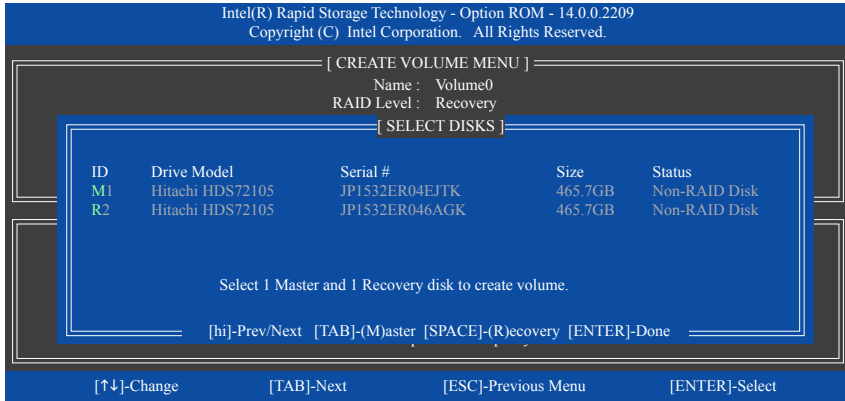 Intel(R) Rapid Storage Technology - Option ROM - 14.0.0.2209
Copyright (C) Intel Corporation. All Rights Reserved.
[ CREATE VOLUME MENU ]
Name : Volume0
RAID Level : Recovery
[ SELECT DISKS ]
ID Drive Model Serial # Size Status
M1 Hitachi HDS72105 JP1532ER04EJTK 465.7GB Non-RAID Disk
R2 Hitachi HDS72105 JP1532ER046AGK 465.7GB Non-RAID Disk
Select 1 Master and 1 Recovery disk to create volume.
[hi]-Prev/Next [TAB]-(M)aster [SPACE]-(R)ecovery [ENTER]-Done
[↑↓]-Change [TAB]-Next [ESC]-Previous Menu [ENTER]-Select